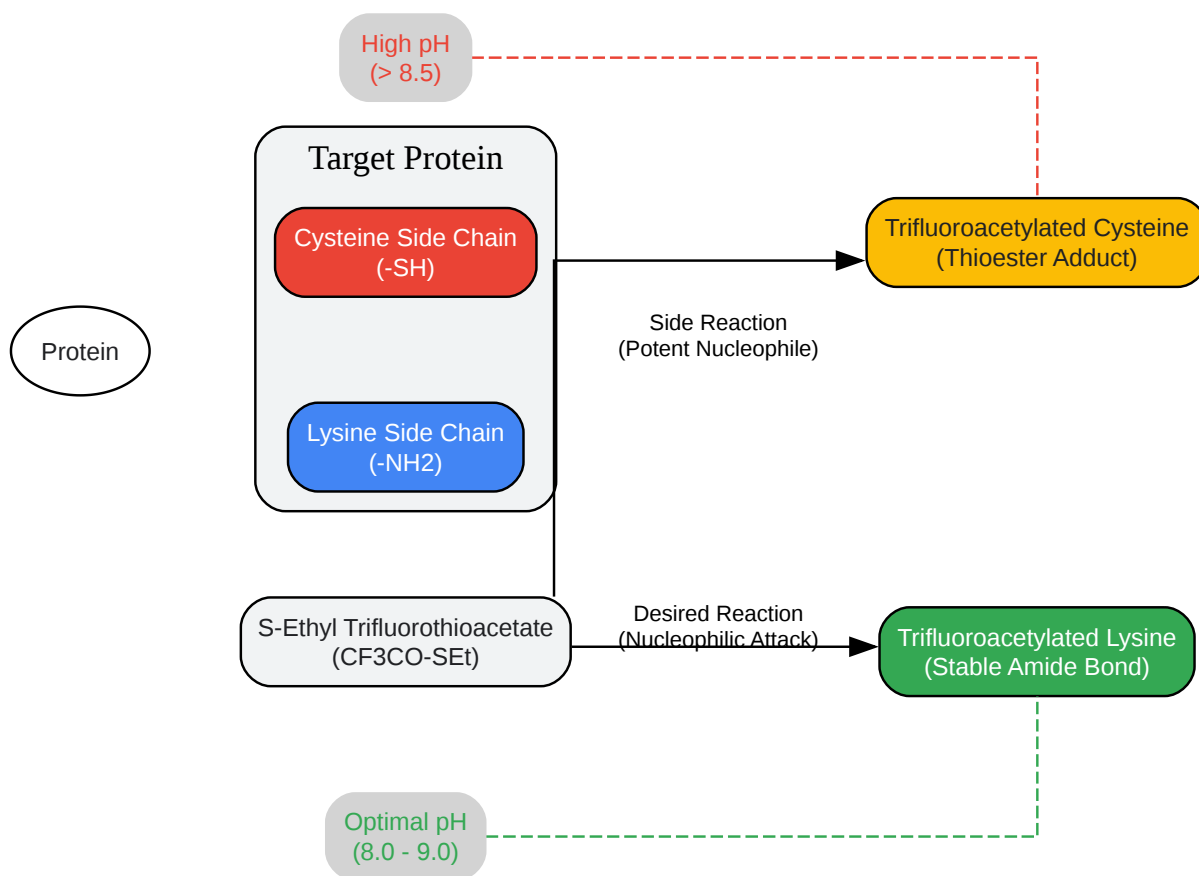 High pH
(> 8.5)
Target Protein
Cysteine Side Chain
(-SH)
Trifluoroacetylated Cysteine
(Thioester Adduct)
Side Reaction
(Potent Nucleophile)
Protein
Lysine Side Chain
(-NH2)
S-Ethyl Trifluorothioacetate
(CF3CO-SEt)
Desired Reaction
(Nucleophilic Attack)
Trifluoroacetylated Lysine
(Stable Amide Bond)
Optimal pH
(8.0 - 9.0)